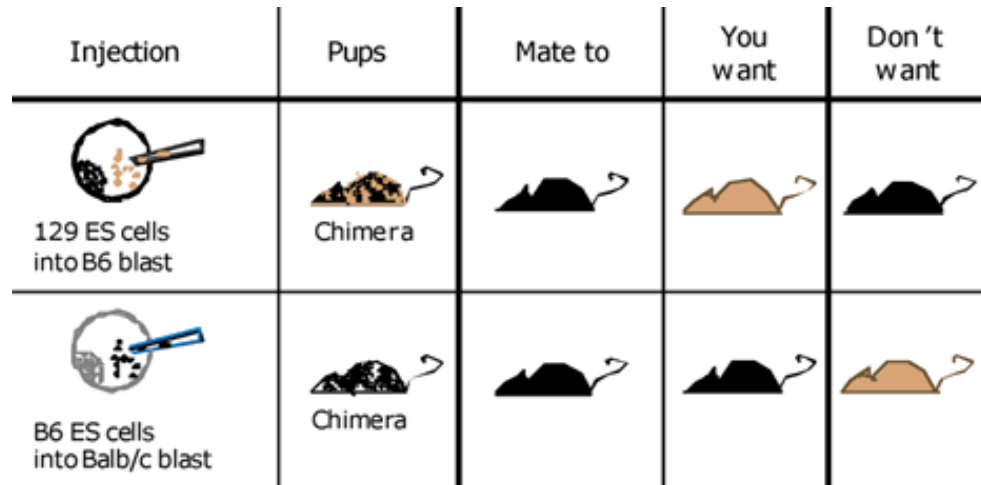 Injection
Pups
Mate to
You
want
Don't
want
129 ES cells
into B6 blast
Chimera
B6 ES cells
into Balb/c blast
Chimera